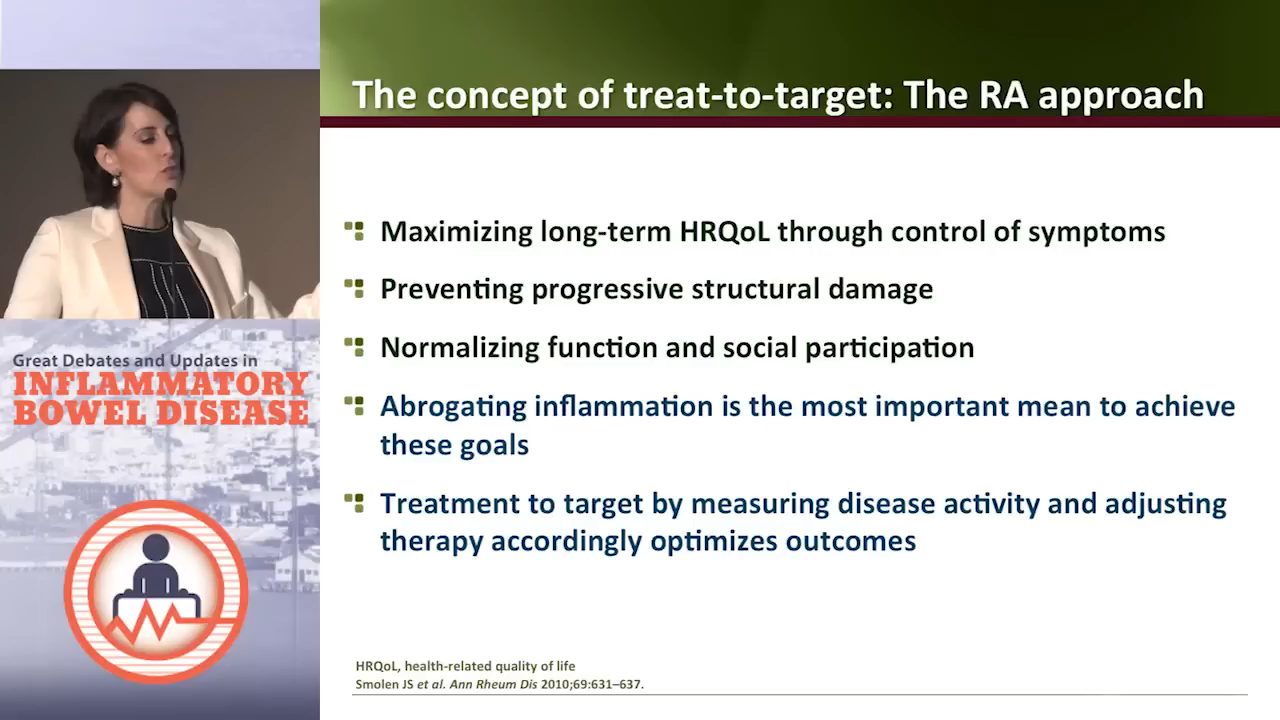 The concept of treat-to-target: The RA approach
Maximizing long-term HRQoL through control of symptoms
Preventing progressive structural damage
Normalizing function and social participation
Abrogating inflammation is the most important mean to achieve
these goals
Treatment to target by measuring disease activity and adjusting
therapy accordingly optimizes outcomes
HRQoL, health-related quality of life
Smolen JS et al. Ann Rheum Dis 2010;69:631–637.
Great Debates and Updates in
INFLAMMATORY
BOWEL DISEASE